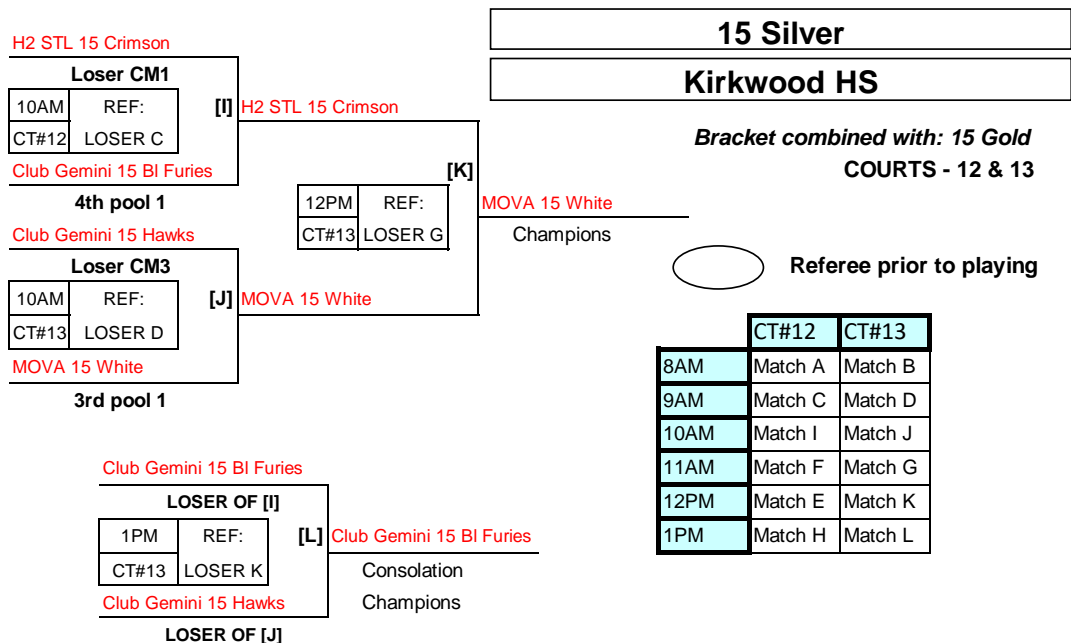 15 Silver
Kirkwood HS
Bracket combined with: 15 Gold
COURTS - 12 & 13
H2 STL 15 Crimson
Loser CM1
10AM REF: [I] H2 STL 15 Crimson
CT#12 LOSER C
Club Gemini 15 Bl Furies
4th pool 1
[K]
12PM REF: MOVA 15 White
CT#13 LOSER G Champions
Club Gemini 15 Hawks
Loser CM3
10AM REF: [J] MOVA 15 White
CT#13 LOSER D
MOVA 15 White
3rd pool 1
Referee prior to playing
CT#12 CT#13
8AM Match A Match B
9AM Match C Match D
10AM Match I Match J
11AM Match F Match G
12PM Match E Match K
1PM Match H Match L
Club Gemini 15 Bl Furies
LOSER OF [I]
1PM REF: [L] Club Gemini 15 Bl Furies
CT#13 LOSER K Consolation
Club Gemini 15 Hawks Champions
LOSER OF [J]